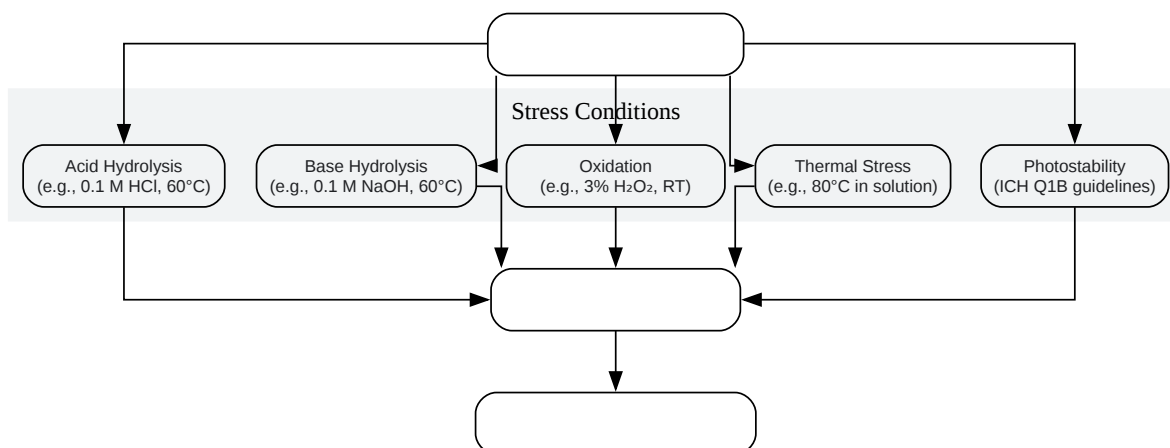 Stress Conditions
Acid Hydrolysis
(e.g., 0.1 M HCl, 60°C)
Base Hydrolysis
(e.g., 0.1 M NaOH, 60°C)
Oxidation
(e.g., 3% H₂O₂, RT)
Thermal Stress
(e.g., 80°C in solution)
Photostability
(ICH Q1B guidelines)